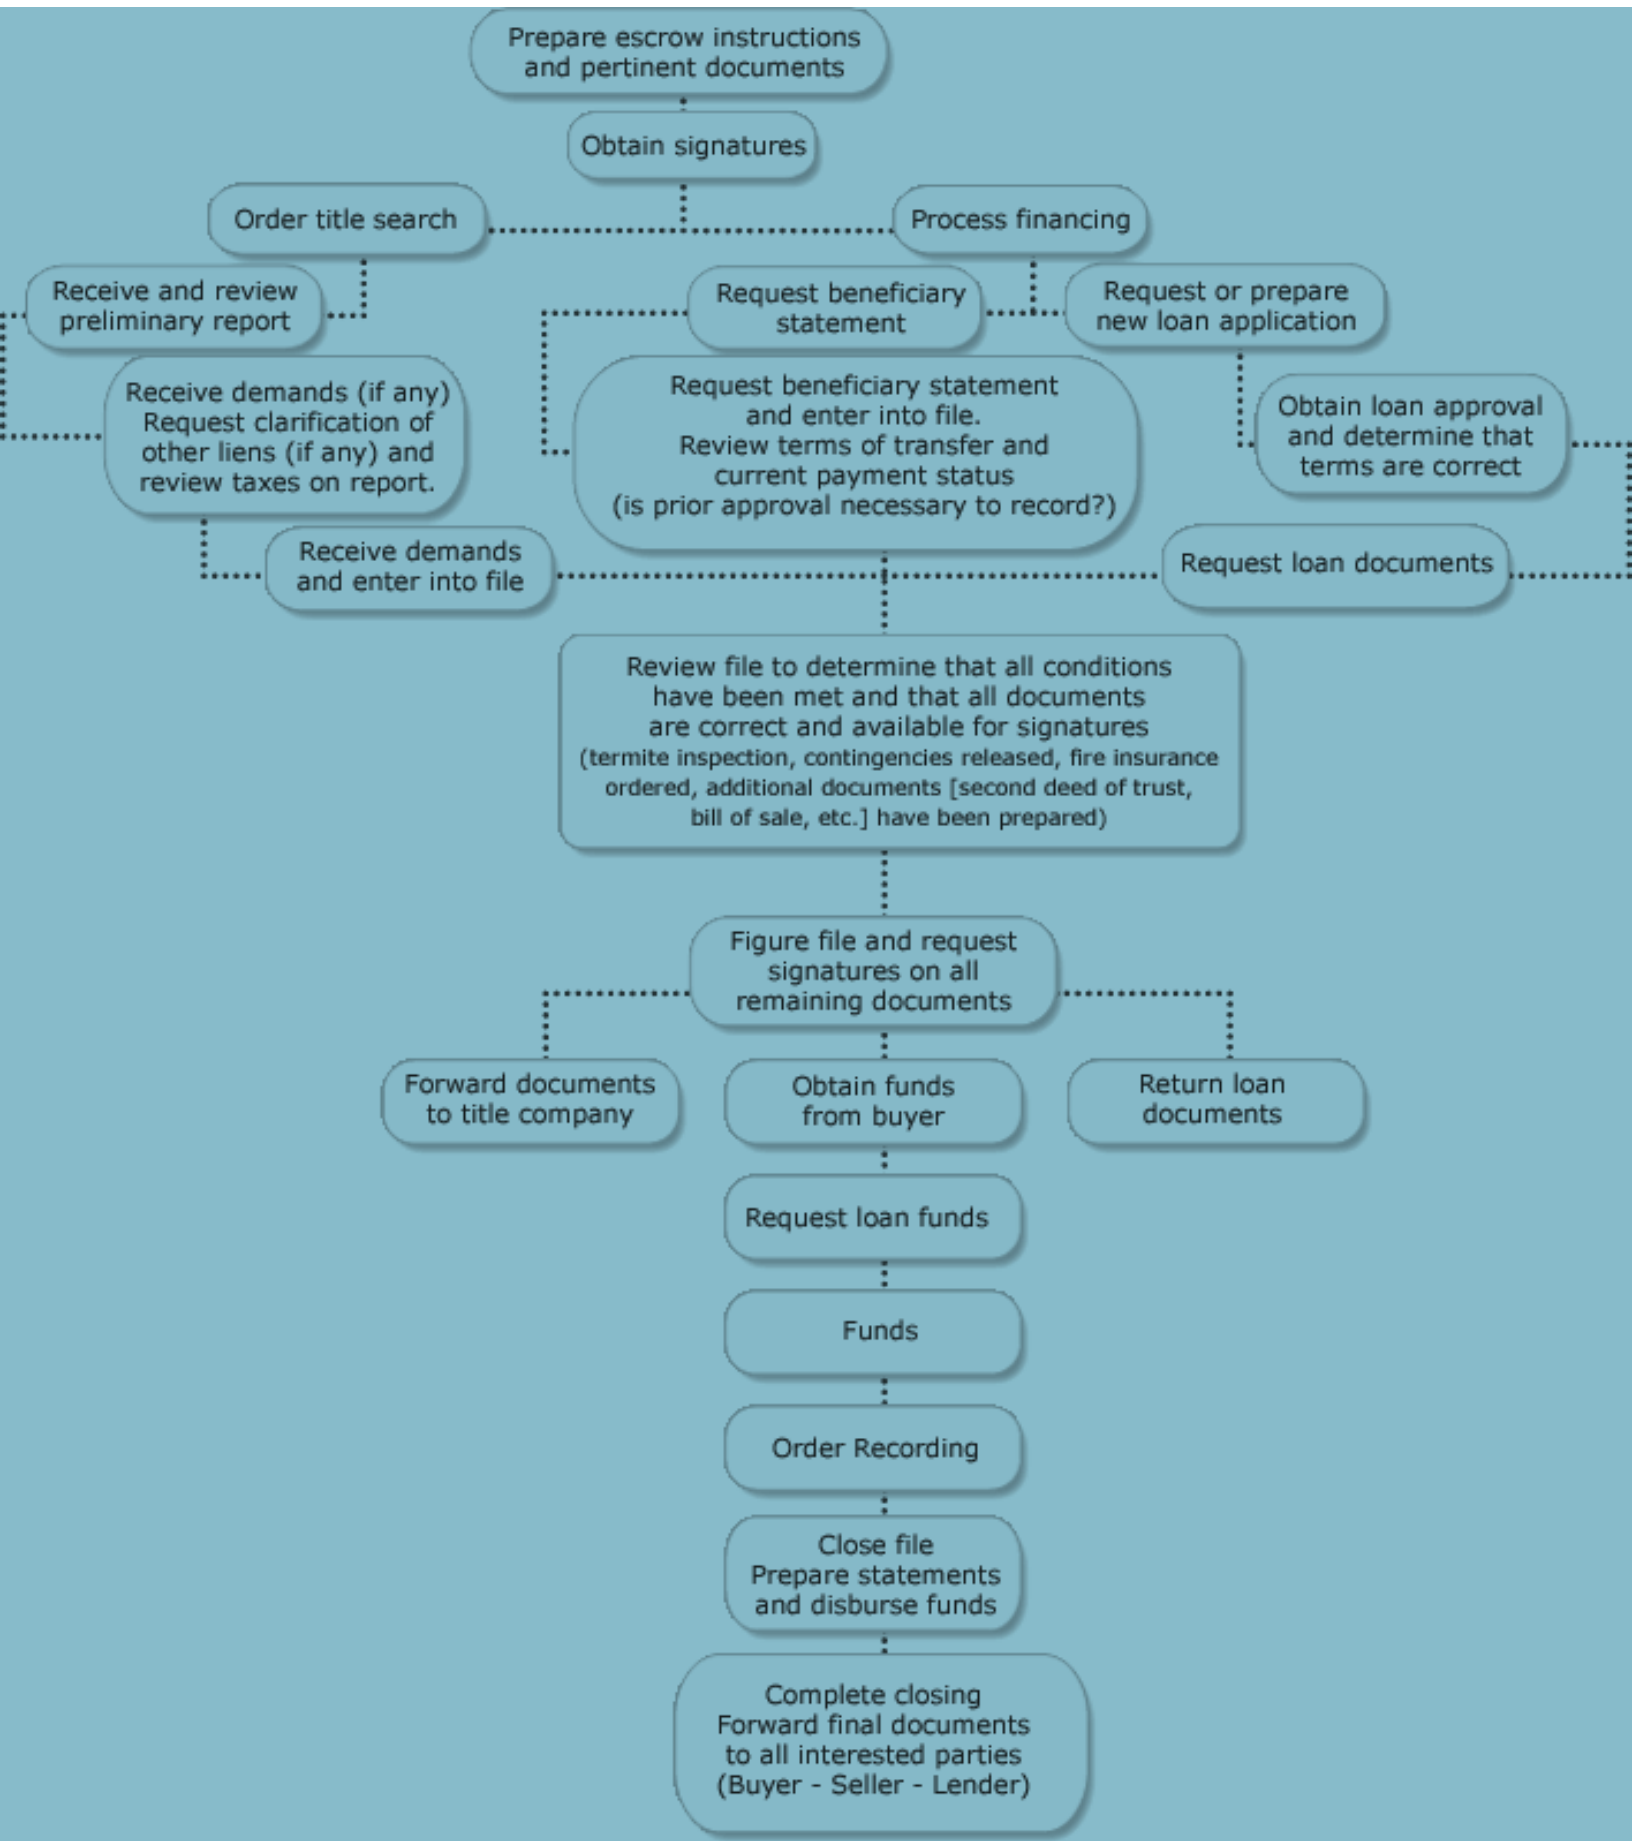 Prepare escrow instructions
and pertinent documents
Obtain signatures
Order title search
Process financing
Receive and review
preliminary report
Request beneficiary
statement
Request or prepare
new loan application
Receive demands (if any)
Request clarification of
other liens (if any) and
review taxes on report.
Request beneficiary statement
and enter into file.
Review terms of transfer and
current payment status
(is prior approval necessary to record?)
Obtain loan approval
and determine that
terms are correct
Receive demands
and enter into file
Request loan documents
Review file to determine that all conditions
have been met and that all documents
are correct and available for signatures
(termite inspection, contingencies released, fire insurance
ordered, additional documents [second deed of trust,
bill of sale, etc.] have been prepared)
Figure file and request
signatures on all
remaining documents
Forward documents
to title company
Obtain funds
from buyer
Return loan
documents
Request loan funds
Funds
Order Recording
Close file
Prepare statements
and disburse funds
Complete closing
Forward final documents
to all interested parties
(Buyer - Seller - Lender)